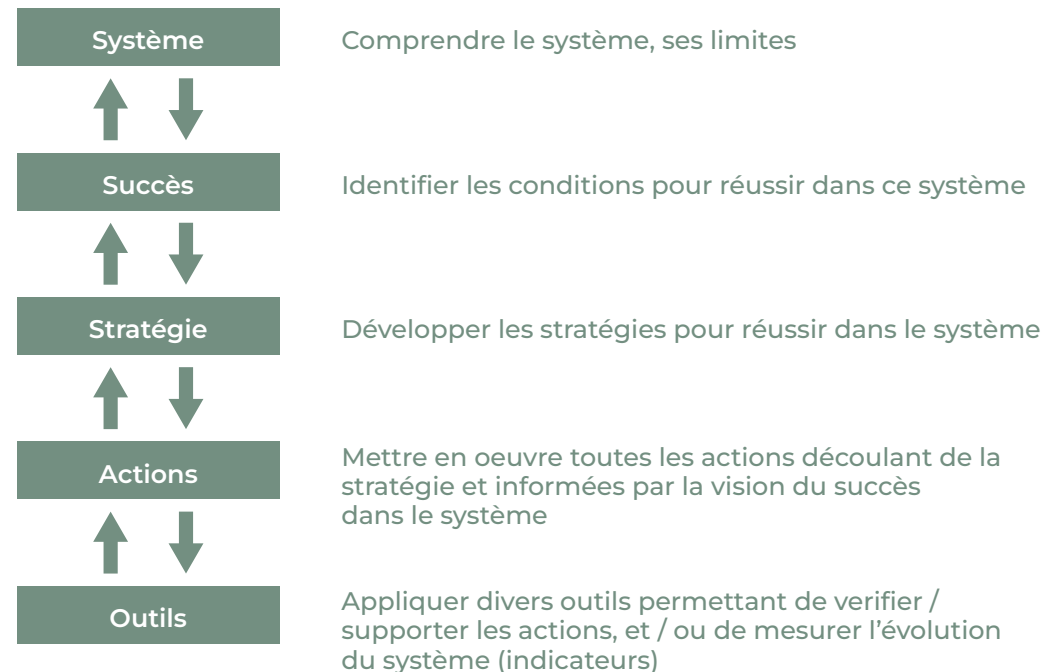 Système
Comprendre le système, ses limites
Succès
Identifier les conditions pour réussir dans ce système
Stratégie
Développer les stratégies pour réussir dans le système
Actions
Mettre en oeuvre toutes les actions découlant de la
stratégie et informées par la vision du succès
dans le système
Outils
Appliquer divers outils permettant de verifier /
supporter les actions, et / ou de mesurer l’évolution
du système (indicateurs)